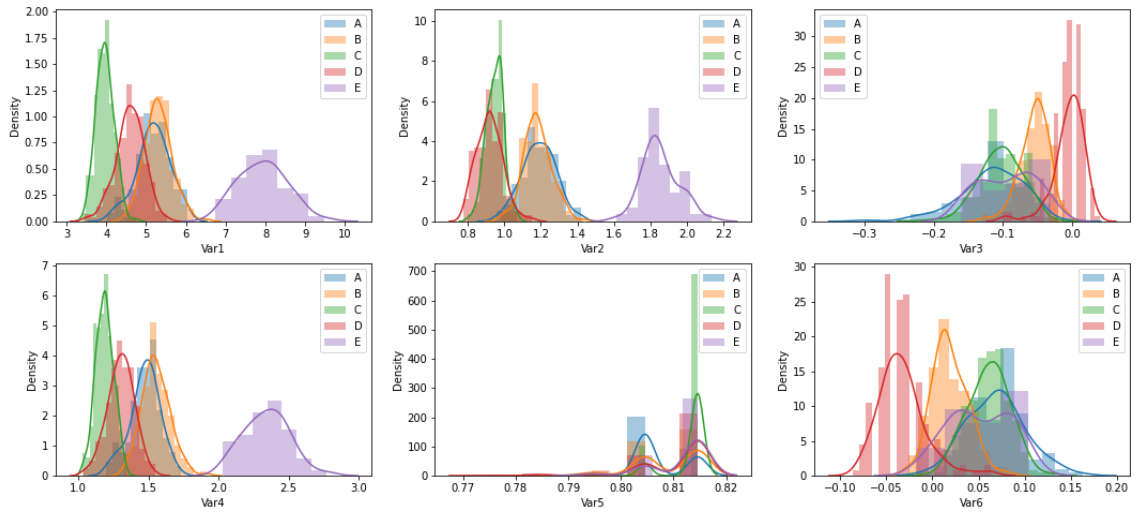 2.00
1.75
1.50
1.25
1.00
0.75
0.50
0.25
0.00
Density
3 4 5 6 7 8 9 10
Var1
A
B
C
D
E
10
8
6
4
2
0
Density
0.8 1.0 1.2 1.4 1.6 1.8 2.0 2.2
Var2
A
B
C
D
E
30
25
20
15
10
5
0
Density
−0.3 −0.2 −0.1 0.0
Var3
A
B
C
D
E
7
6
5
4
3
2
1
0
Density
1.0 1.5 2.0 2.5 3.0
Var4
A
B
C
D
E
700
600
500
400
300
200
100
0
Density
0.77 0.78 0.79 0.80 0.81 0.82
Var5
A
B
C
D
E
30
25
20
15
10
5
0
Density
−0.10 −0.05 0.00 0.05 0.10 0.15 0.20
Var6
A
B
C
D
E